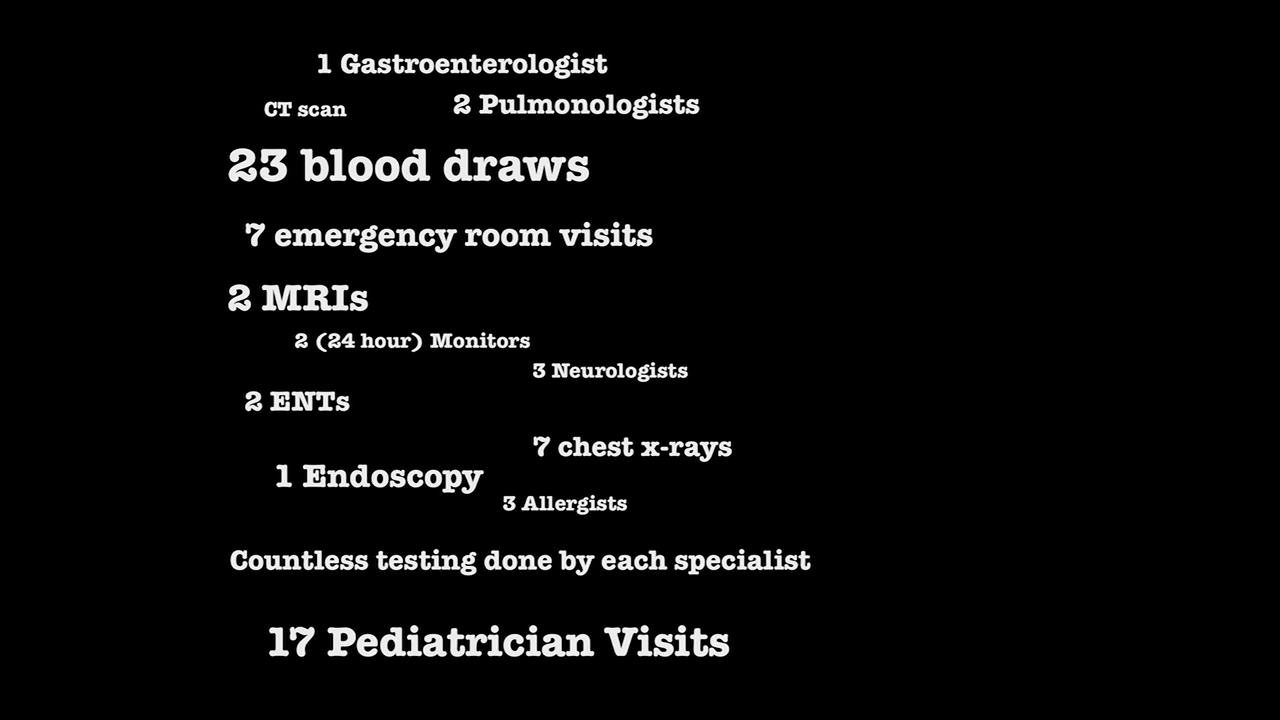 1 Gastroenterologist
CT scan
2 Pulmonologists
23 blood draws
7 emergency room visits
2 MRIs
2 (24 hour) Monitors
3 Neurologists
2 ENTs
7 chest x-rays
1 Endoscopy
3 Allergists
Countless testing done by each specialist
17 Pediatrician Visits